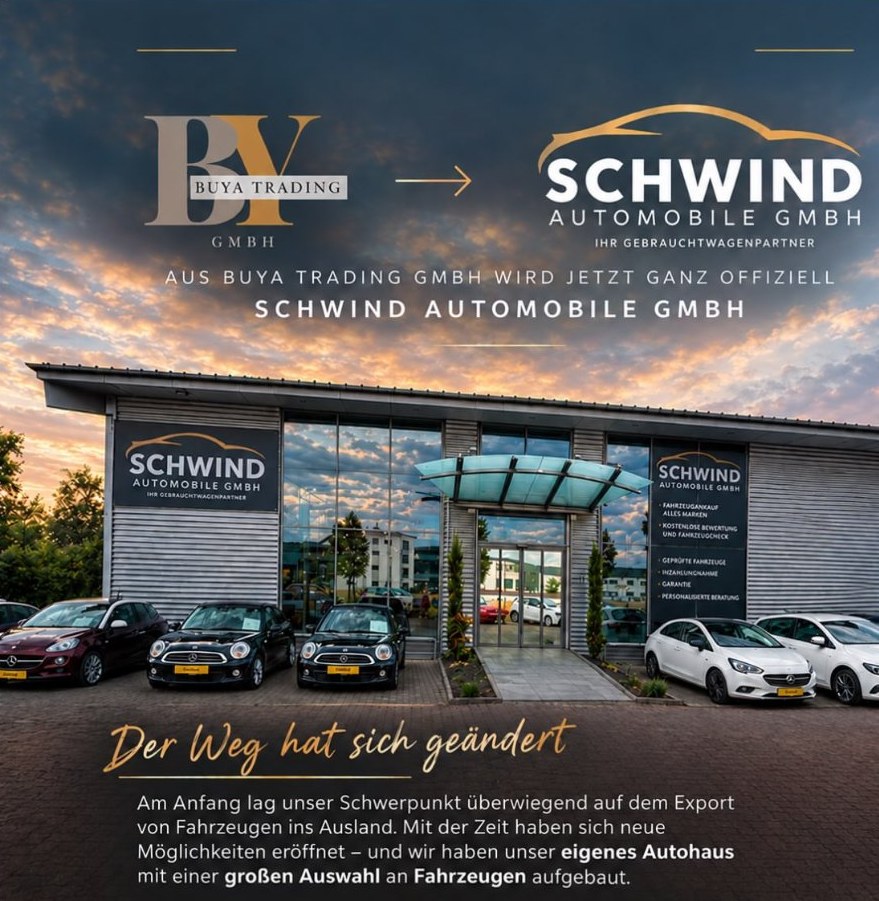 BY
BUYA TRADING
GMBH
SCHWIND
AUTOMOBILE GMBH
IHR GEBRAUCHTWAGENPARTNER
AUS BUYA TRADING GMBH WIRD JETZT GANZ OFFIZIELL
SCHWIND AUTOMOBILE GMBH
SCHWIND
AUTOMOBILE GMBH
IHR GEBRAUCHTWAGENPARTNER
SCHWIND
AUTOMOBILE GMBH
· FAHRZEUGANKAUF
ALLES MARKEN
· KOSTENLOSE BEWERTUNG
UND FAHRZEUGCHECK
· GEPRÜFTE FAHRZEUGE
· INZAHLUNGNAHME
· GARANTIE
· PERSONALISIERTE BERATUNG
Der Weg hat sich geändert
Am Anfang lag unser Schwerpunkt überwiegend auf dem Export
von Fahrzeugen ins Ausland. Mit der Zeit haben sich neue
Möglichkeiten eröffnet – und wir haben unser eigenes Autohaus
mit einer großen Auswahl an Fahrzeugen aufgebaut.